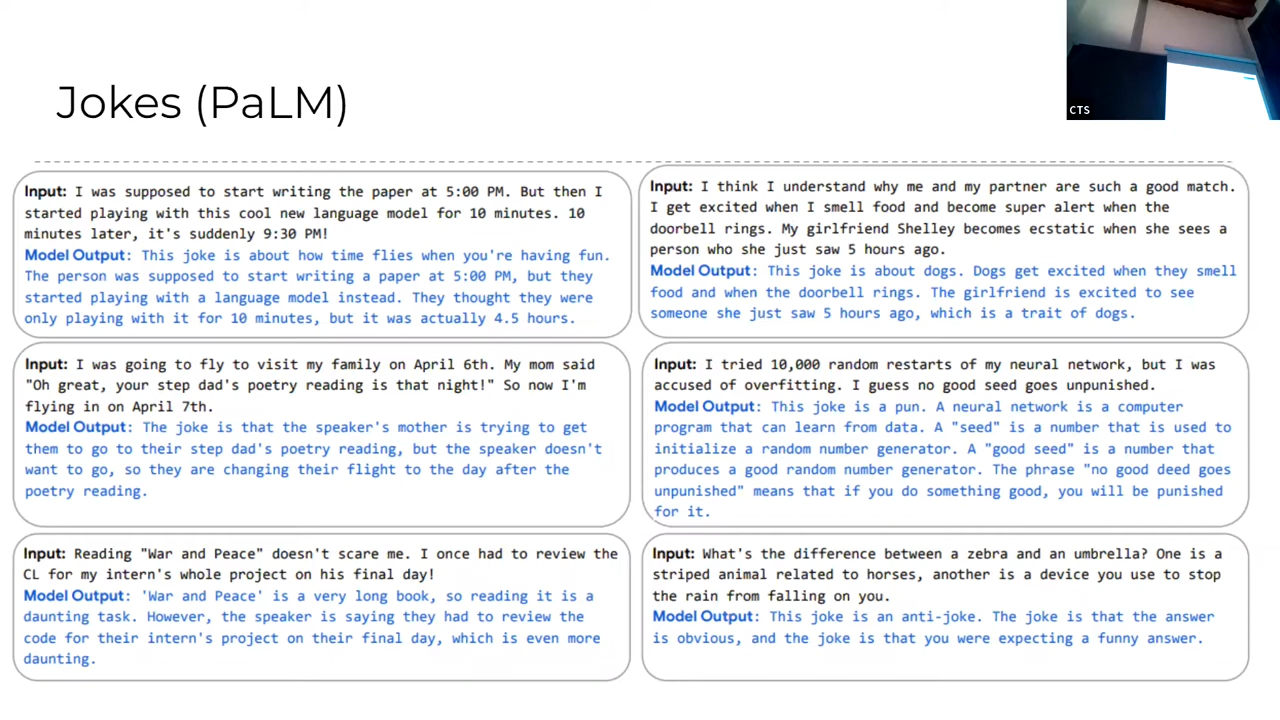 Jokes (PaLM)
CTS
Input: I was supposed to start writing the paper at 5:00 PM. But then I
started playing with this cool new language model for 10 minutes. 10
minutes later, it's suddenly 9:30 PM!
Model Output: This joke is about how time flies when you're having fun.
The person was supposed to start writing a paper at 5:00 PM, but they
started playing with a language model instead. They thought they were
only playing with it for 10 minutes, but it was actually 4.5 hours.
Input: I think I understand why me and my partner are such a good match.
I get excited when I smell food and become super alert when the
doorbell rings. My girlfriend Shelley becomes ecstatic when she sees a
person who she just saw 5 hours ago.
Model Output: This joke is about dogs. Dogs get excited when they smell
food and when the doorbell rings. The girlfriend is excited to see
someone she just saw 5 hours ago, which is a trait of dogs.
Input: I was going to fly to visit my family on April 6th. My mom said
"Oh great, your step dad's poetry reading is that night!" So now I'm
flying in on April 7th.
Model Output: The joke is that the speaker's mother is trying to get
them to go to their step dad's poetry reading, but the speaker doesn't
want to go, so they are changing their flight to the day after the
poetry reading.
Input: I tried 10,000 random restarts of my neural network, but I was
accused of overfitting. I guess no good seed goes unpunished.
Model Output: This joke is a pun. A neural network is a computer
program that can learn from data. A "seed" is a number that is used to
initialize a random number generator. A "good seed" is a number that
produces a good random number generator. The phrase "no good deed goes
unpunished" means that if you do something good, you will be punished
for it.
Input: Reading "War and Peace" doesn't scare me. I once had to review the
CL for my intern's whole project on his final day!
Model Output: 'War and Peace' is a very long book, so reading it is a
daunting task. However, the speaker is saying they had to review the
code for their intern's project on their final day, which is even more
daunting.
Input: What's the difference between a zebra and an umbrella? One is a
striped animal related to horses, another is a device you use to stop
the rain from falling on you.
Model Output: This joke is an anti-joke. The joke is that the answer
is obvious, and the joke is that you were expecting a funny answer.